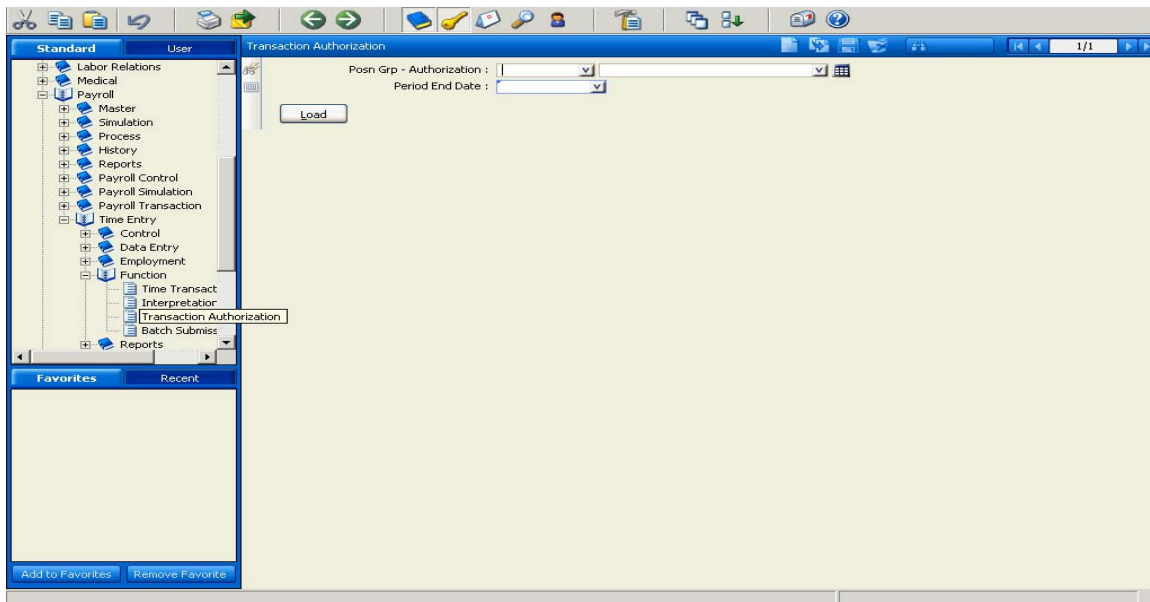 Standard User
Transaction Authorization
1/1
Labor Relations
Medical
Payroll
Master
Simulation
Process
History
Reports
Payroll Control
Payroll Simulation
Payroll Transaction
Time Entry
Control
Data Entry
Employment
Function
Time Transact
Interpretatior
Transaction Authorization
Batch Submiss
Reports
Posn Grp - Authorization :
Period End Date :
Load
Favorites Recent
Add to Favorites Remove Favorite